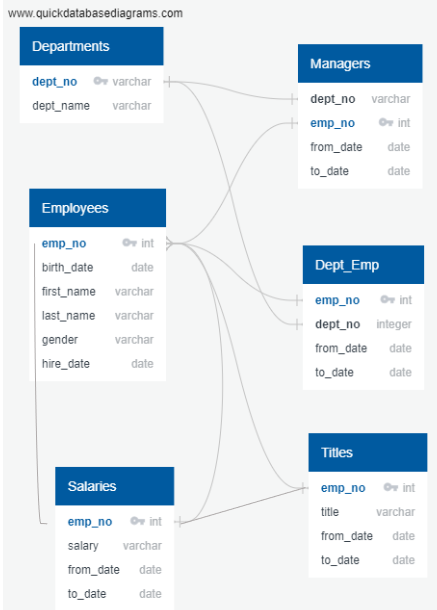 www.quickdatabasediagrams.com
Departments
dept_no varchar
dept_name varchar
Managers
dept_no varchar
emp_no int
from_date date
to_date date
Employees
emp_no int
birth_date date
first_name varchar
last_name varchar
gender varchar
hire_date date
Dept_Emp
emp_no int
dept_no integer
from_date date
to_date date
Salaries
emp_no int
salary varchar
from_date date
to_date date
Titles
emp_no int
title varchar
from_date date
to_date date